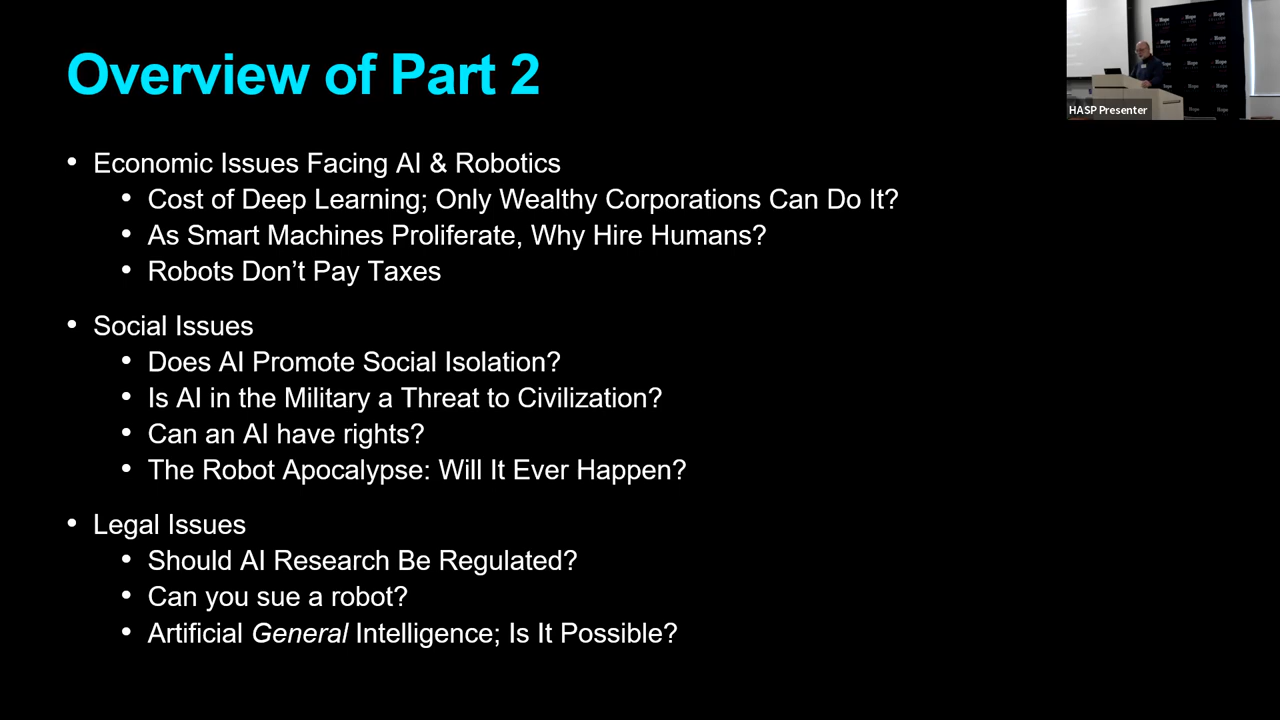 Overview of Part 2
• Economic Issues Facing AI & Robotics
• Cost of Deep Learning; Only Wealthy Corporations Can Do It?
• As Smart Machines Proliferate, Why Hire Humans?
• Robots Don’t Pay Taxes
• Social Issues
• Does AI Promote Social Isolation?
• Is AI in the Military a Threat to Civilization?
• Can an AI have rights?
• The Robot Apocalypse: Will It Ever Happen?
• Legal Issues
• Should AI Research Be Regulated?
• Can you sue a robot?
• Artificial General Intelligence; Is It Possible?
HASP Presenter
Hope